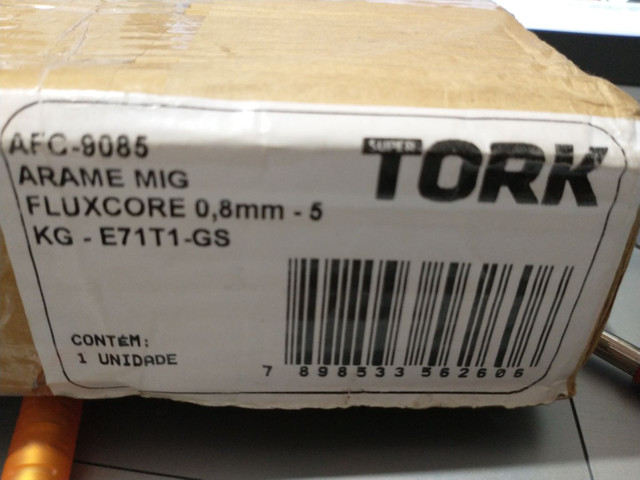 AFC-9085
ARAME MIG
FLUXCORE 0,8mm - 5
KG - E71T1-GS
SUPER
TORK
CONTÉM:
1 UNIDADE
7 898533 562606